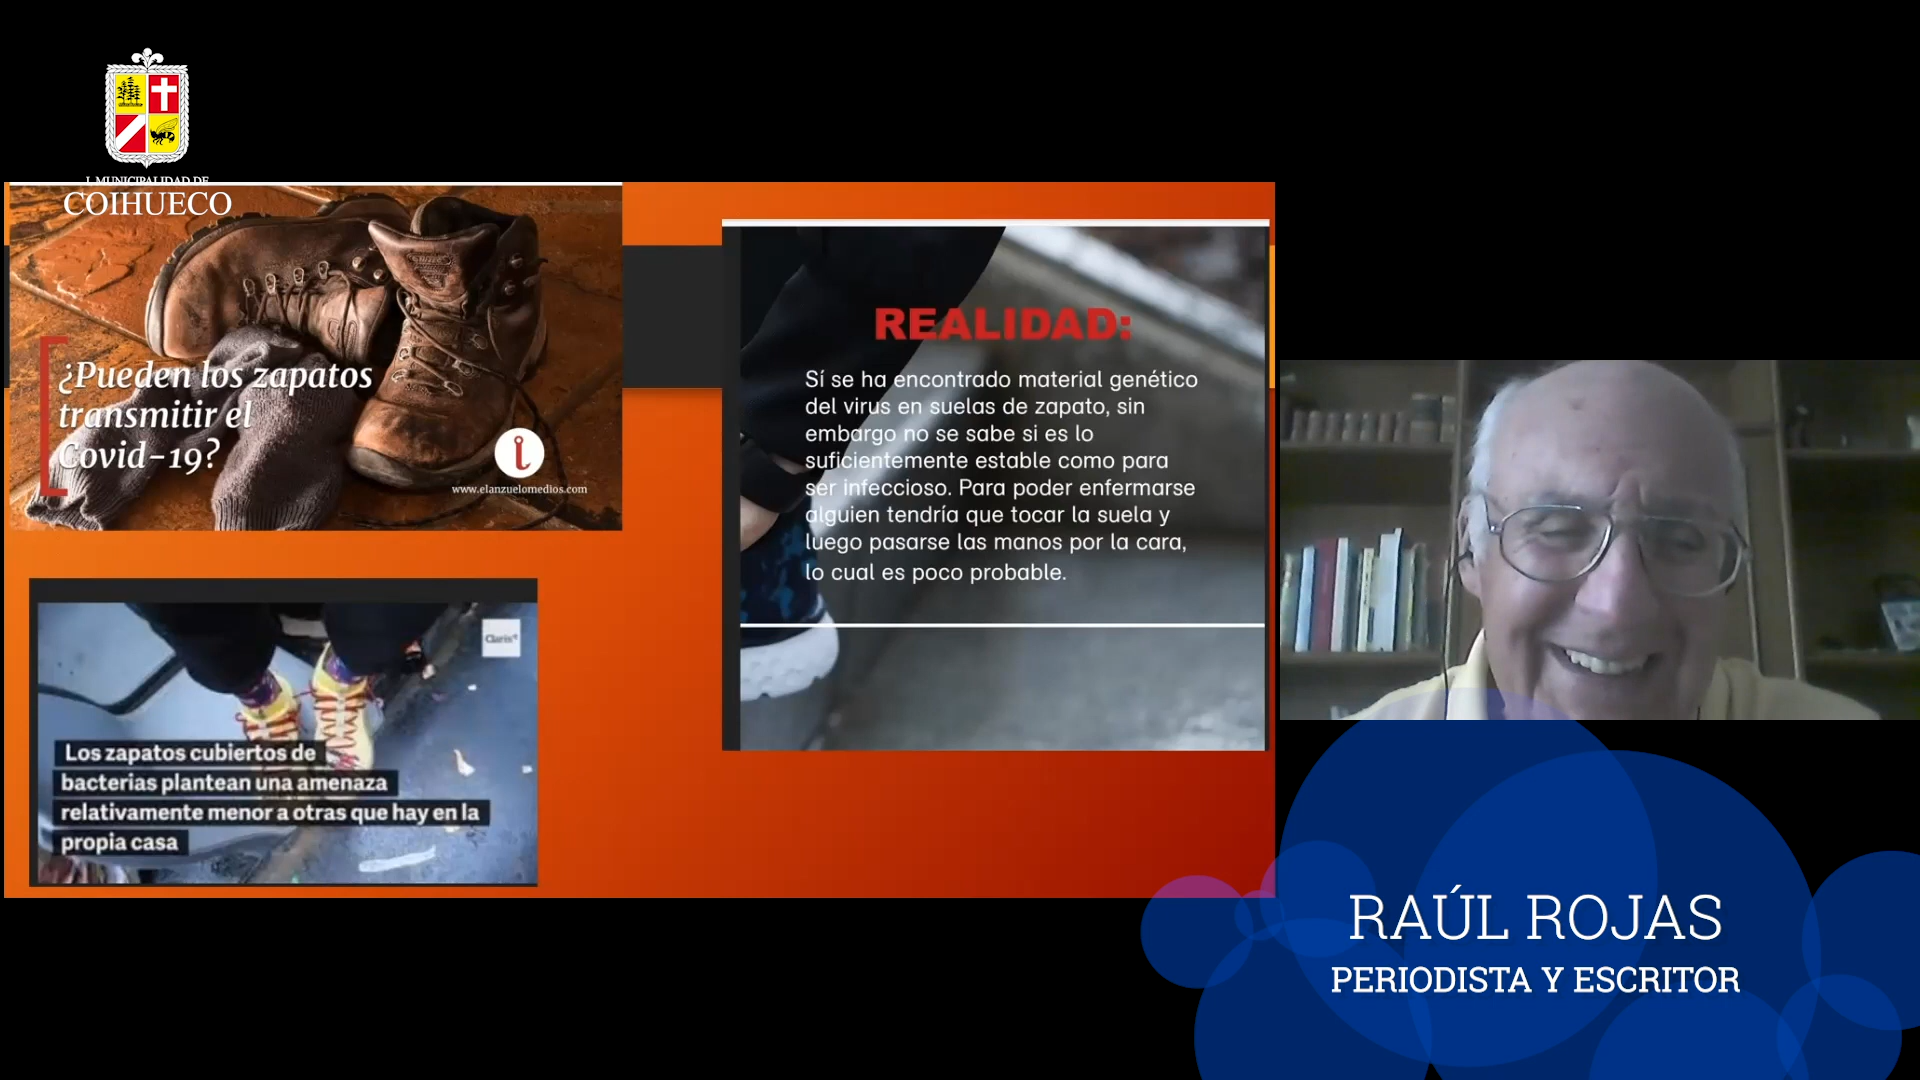 I. MUNICIPALIDAD DE
COIHUECO
¿Pueden los zapatos
transmitir el
Covid-19?
www.elanzuelomedios.com
REALIDAD:
Sí se ha encontrado material genético
del virus en suelas de zapato, sin
embargo no se sabe si es lo
suficientemente estable como para
ser infeccioso. Para poder enfermarse
alguien tendría que tocar la suela y
luego pasarse las manos por la cara,
lo cual es poco probable.
Clarín
Los zapatos cubiertos de
bacterias plantean una amenaza
relativamente menor a otras que hay en la
propia casa
RAÚL ROJAS
PERIODISTA Y ESCRITOR